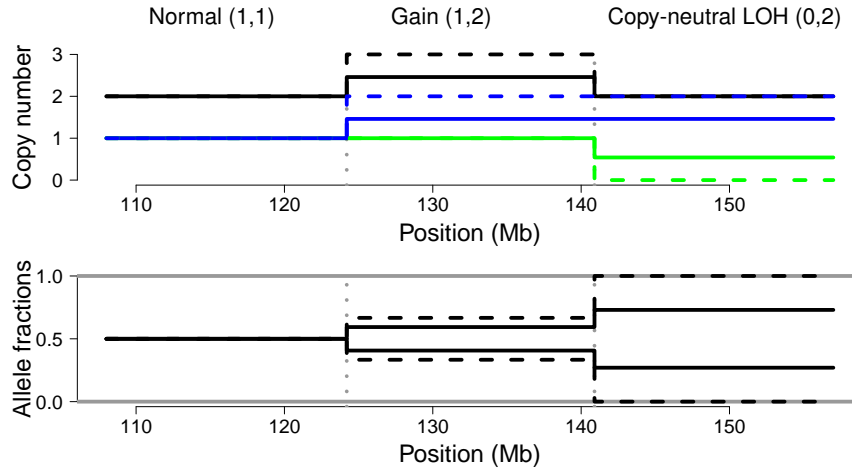 Normal (1,1) Gain (1,2) Copy-neutral LOH (0,2)
Copy number
3
2
1
0
110 120 130 140 150
Position (Mb)
Allele fractions
1.0
0.5
0.0
110 120 130 140 150
Position (Mb)